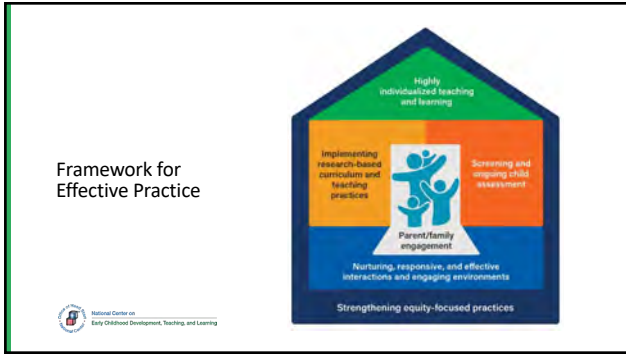 Framework for
Effective Practice
Highly
individualized teaching
and learning
Implementing
research-based
curriculum and
teaching
practices
Screening and
ongoing child
assessment
Parent/family
engagement
Nurturing, responsive, and effective
interactions and engaging environments
Strengthening equity-focused practices
National Center on
Early Childhood Development, Teaching, and Learning